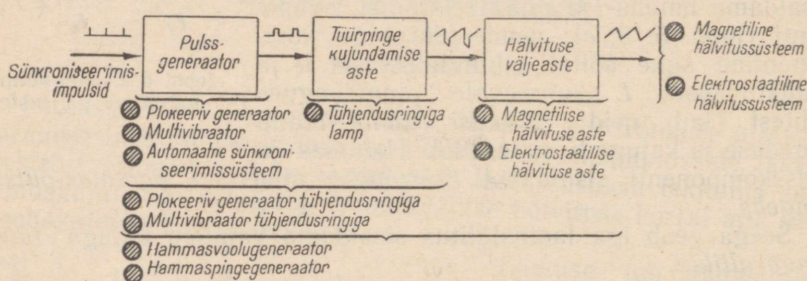 Sünkroniseerimis-
impulsid
Pulss-
generaator
Tüürpinge
kujundamise
aste
Hälvituse
väljeaste
Magnetiline
hälvitussüsteem
Elektrostaatiline
hälvitussüsteem
Plokeeriv generaator
Multivibraator
Automaatne sünkroni-
seerimissüsteem
Tühjendusringiga
lamp
Magnetilise
hälvituse aste
Elektrostaatilise
hälvituse aste
Plokeeriv generaator tühjendusringiga
Multivibraator tühjendusringiga
Hammasvoolugeneraator
Hammaspingegeneraator